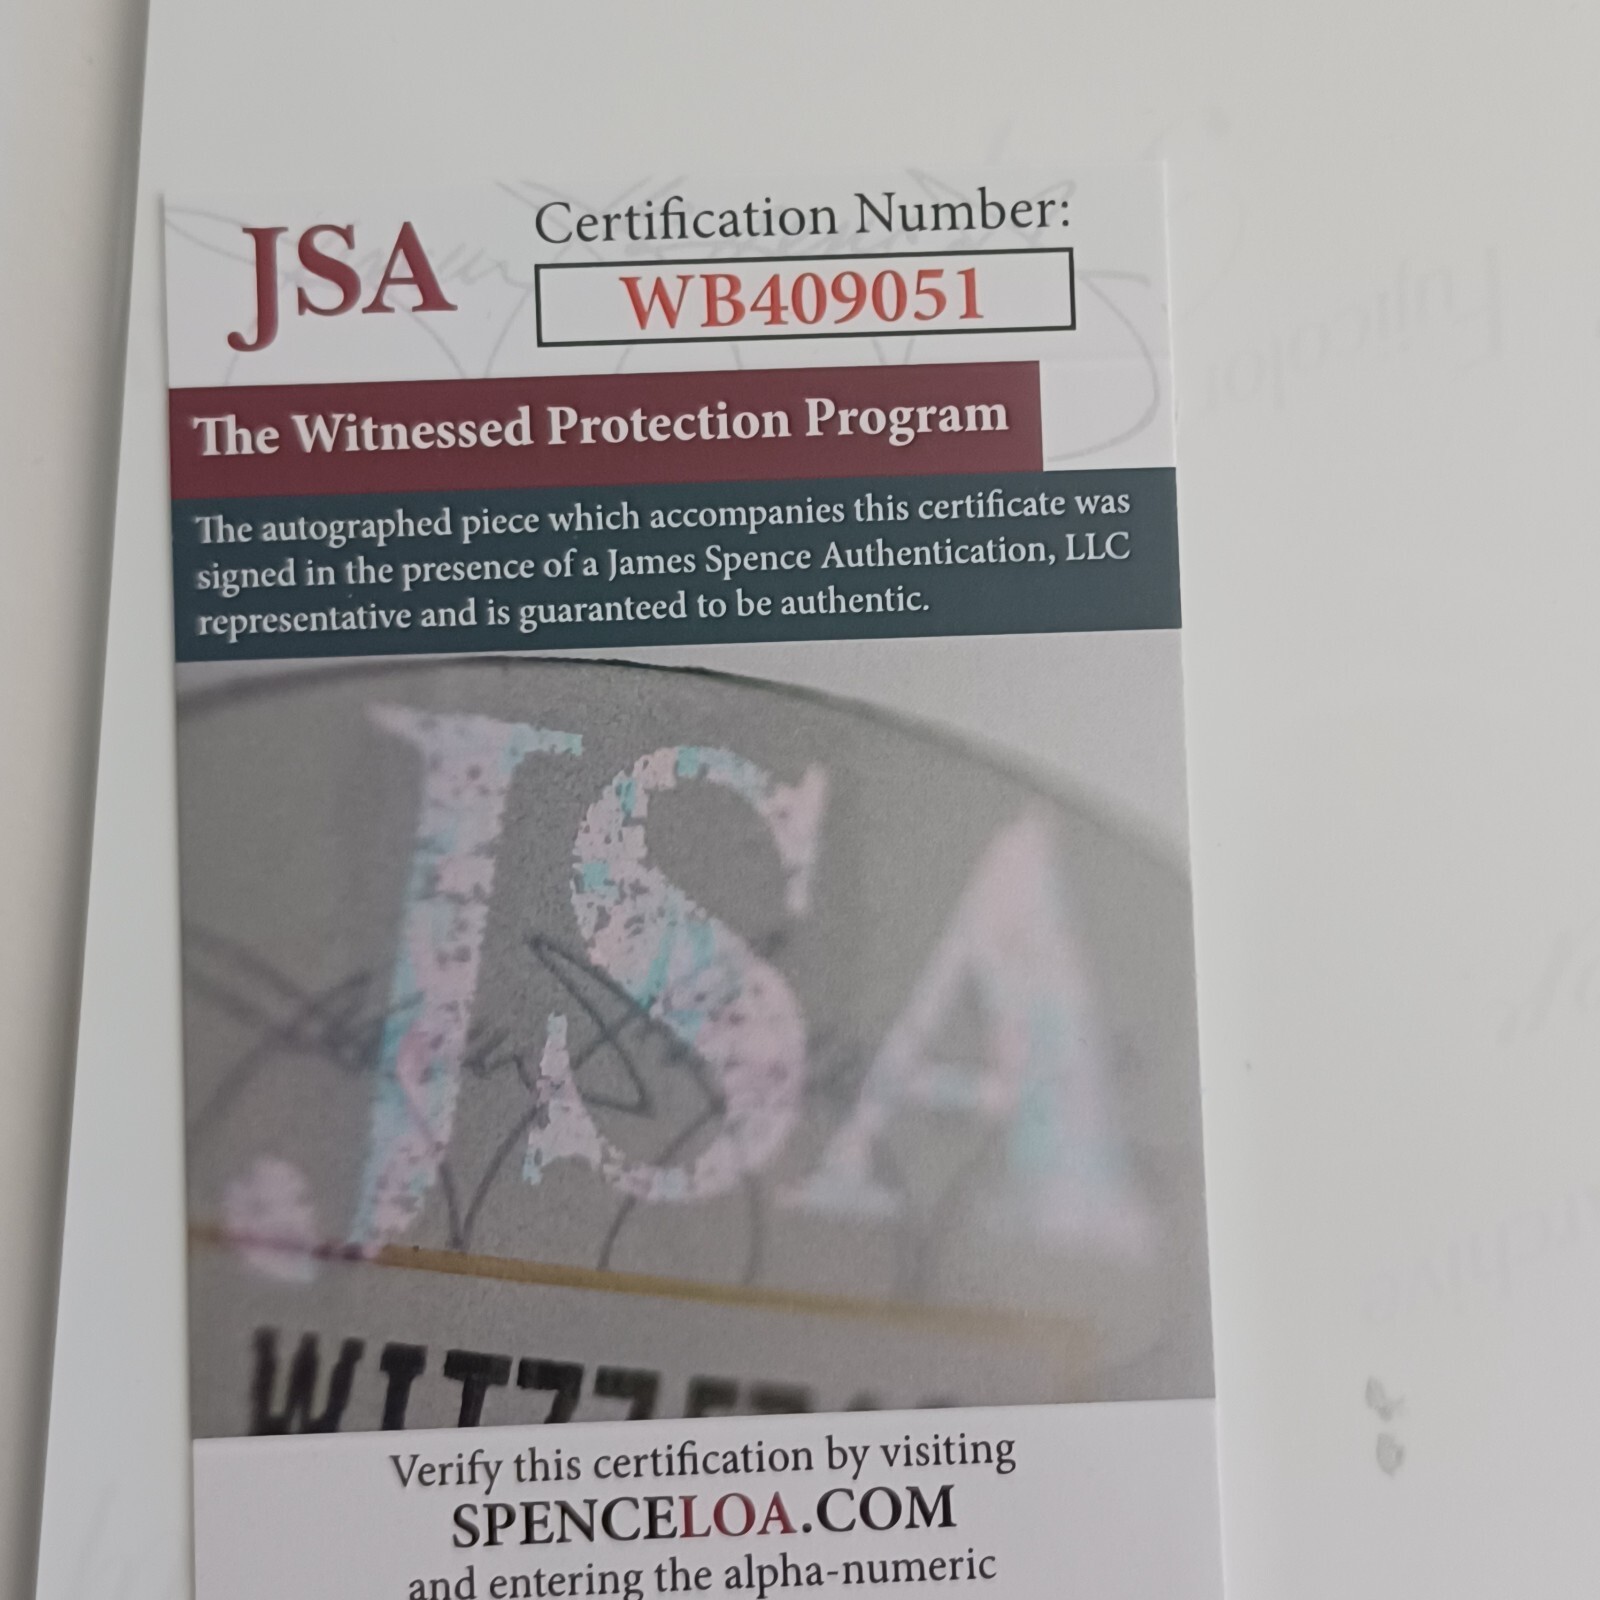 JSA
Certification Number:
WB409051
The Witnessed Protection Program
The autographed piece which accompanies this certificate was
signed in the presence of a James Spence Authentication, LLC
representative and is guaranteed to be authentic.
JSA
Verify this certification by visiting
SPENCELOA.COM
and entering the alpha-numeric